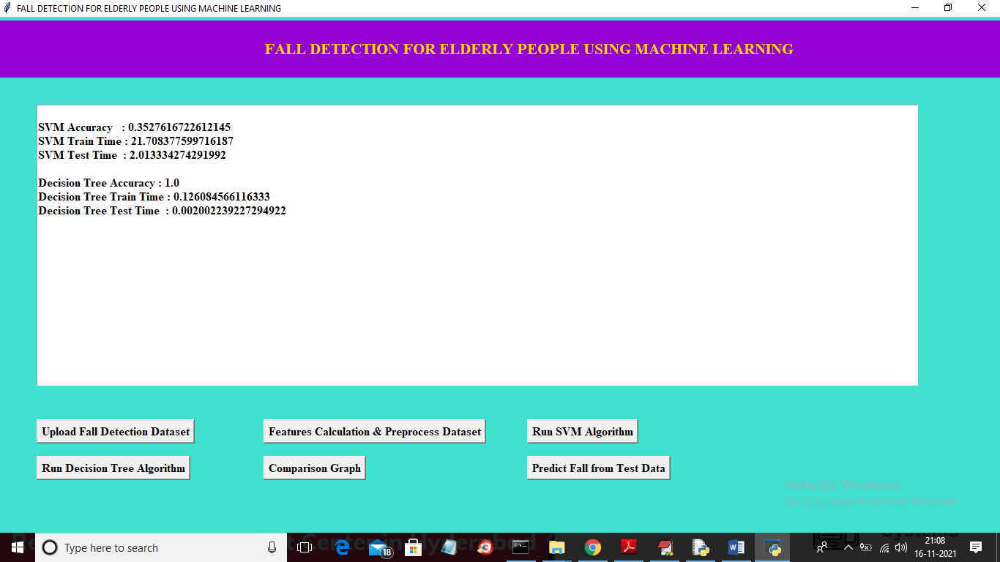 FALL DETECTION FOR ELDERLY PEOPLE USING MACHINE LEARNING
FALL DETECTION FOR ELDERLY PEOPLE USING MACHINE LEARNING
SVM Accuracy : 0.3527616722612145
SVM Train Time : 21.708377599716187
SVM Test Time : 2.013334274291992
Decision Tree Accuracy : 1.0
Decision Tree Train Time : 0.126084566116333
Decision Tree Test Time : 0.002002239227294922
Upload Fall Detection Dataset
Features Calculation & Preprocess Dataset
Run SVM Algorithm
Run Decision Tree Algorithm
Comparison Graph
Predict Fall from Test Data
Activate Windows
Go to Settings to activate Windows.
Type here to search
18
Center in Hyderabad
Systems
21:08
16-11-2021